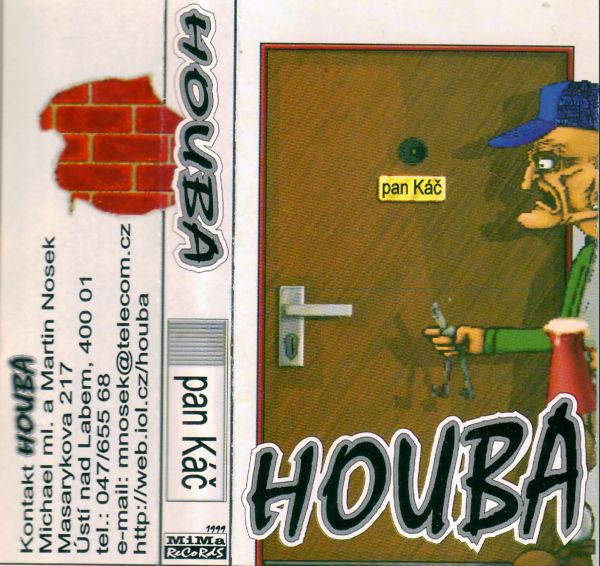 Kontakt HOUBA
Michael ml. a Martin Nosek
Masarykova 217
Ústí nad Labem, 400 01
tel.: 047/655 68
e-mail: mnosek@telecom.cz
http://web.iol.cz/houba
HOUBA
pan Káč
1999
MiMa
ReCoRdS
pan Káč
HOUBA